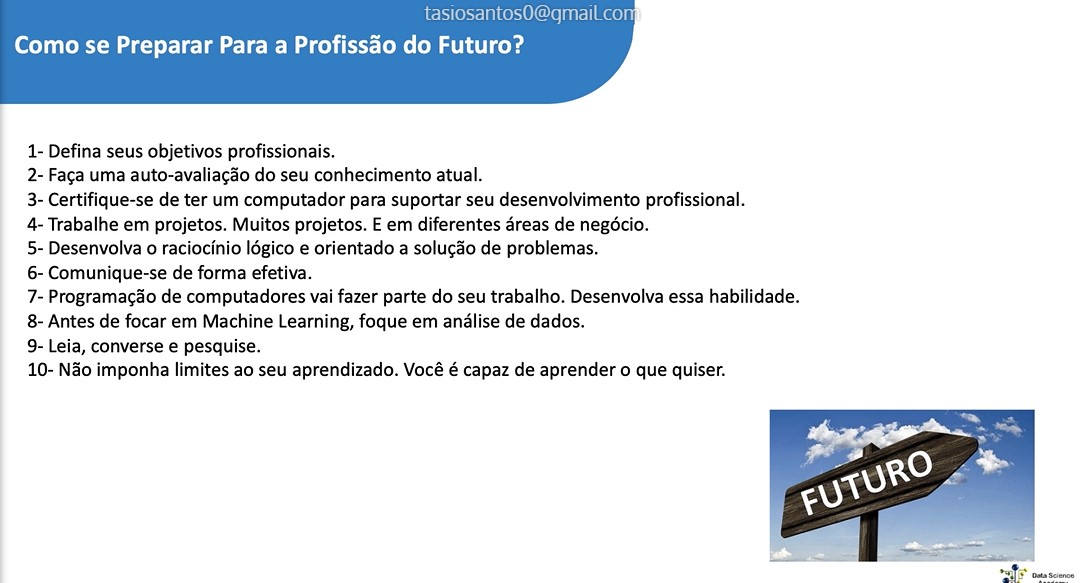 tasiosantos0@gmail.com
Como se Preparar Para a Profissão do Futuro?
1- Defina seus objetivos profissionais.
2- Faça uma auto-avaliação do seu conhecimento atual.
3- Certifique-se de ter um computador para suportar seu desenvolvimento profissional.
4- Trabalhe em projetos. Muitos projetos. E em diferentes áreas de negócio.
5- Desenvolva o raciocínio lógico e orientado a solução de problemas.
6- Comunique-se de forma efetiva.
7- Programação de computadores vai fazer parte do seu trabalho. Desenvolva essa habilidade.
8- Antes de focar em Machine Learning, foque em análise de dados.
9- Leia, converse e pesquise.
10- Não imponha limites ao seu aprendizado. Você é capaz de aprender o que quiser.
FUTURO
Data Science
Academy